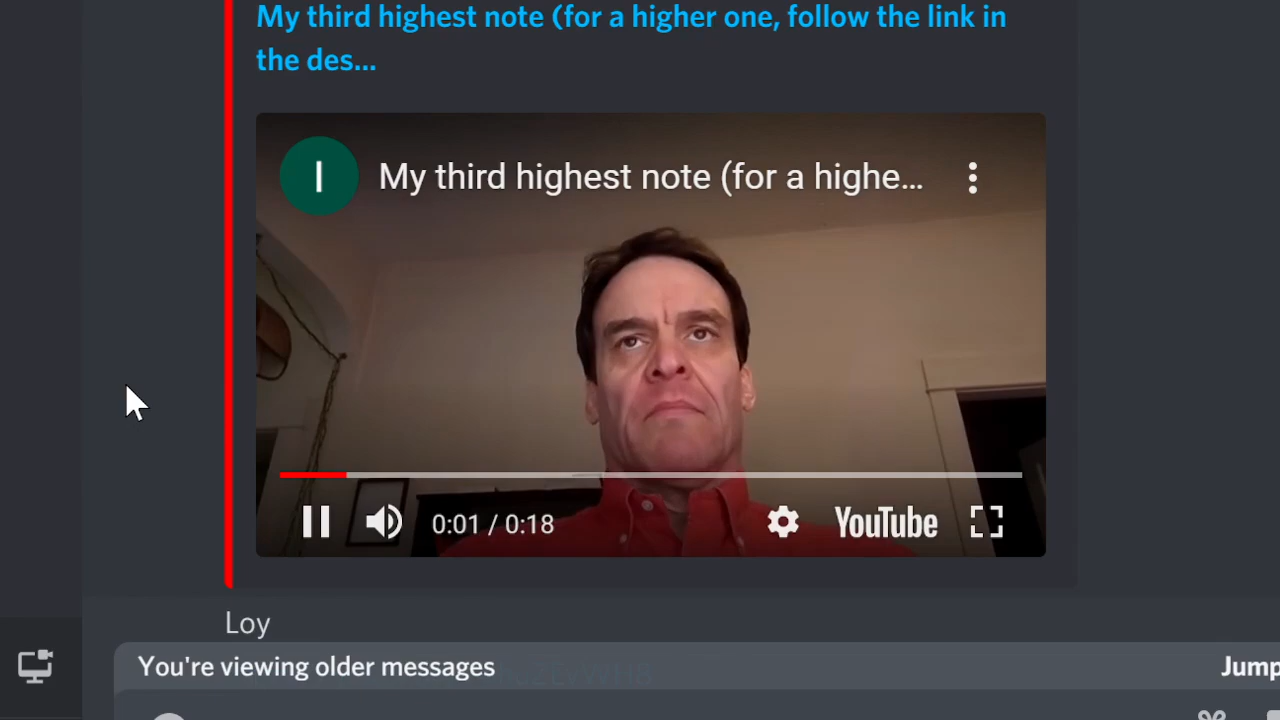 My third highest note (for a higher one, follow the link in
the des...
I
My third highest note (for a highe...
0:01 / 0:18
YouTube
Loy
You're viewing older messages
Jump